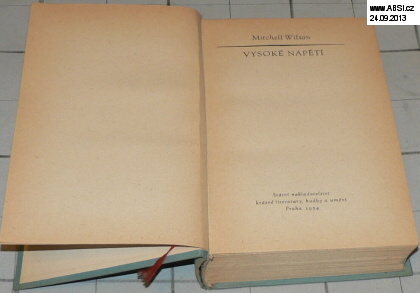 www.ABSi.cz
24.09.2013
Mitchell Wilson
VYSOKÉ NAPĚTÍ
Státní nakladatelství
krásné literatury, hudby a umění
Praha 1954